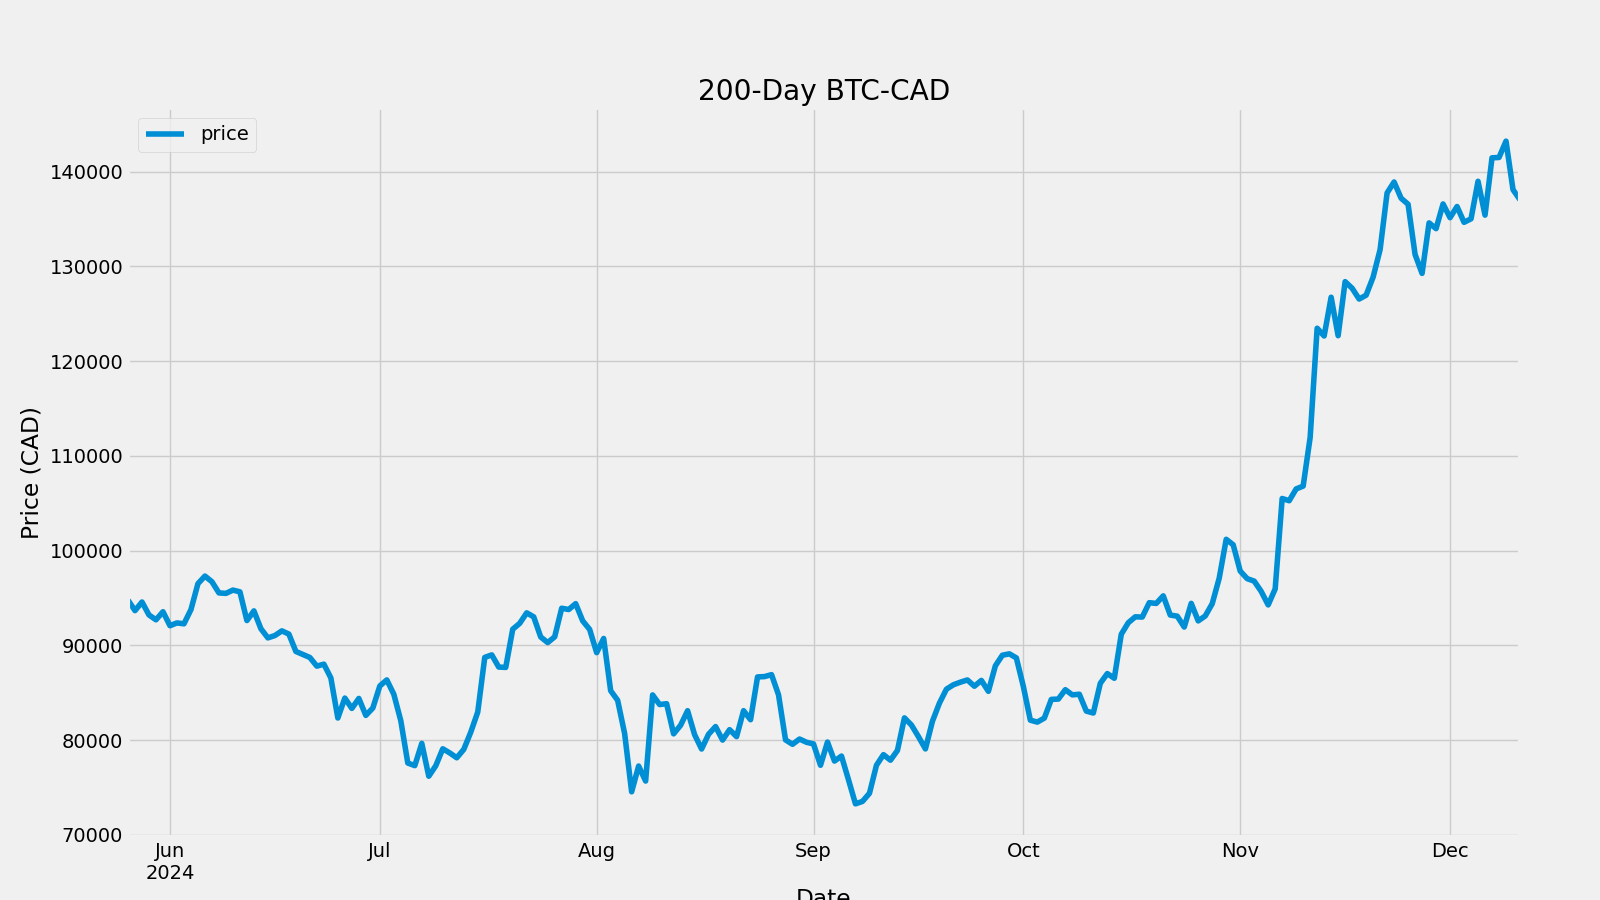 200-Day BTC-CAD
price
Price (CAD)
140000
130000
120000
110000
100000
90000
80000
70000
Jun Jul Aug Sep Oct Nov Dec
2024
Date